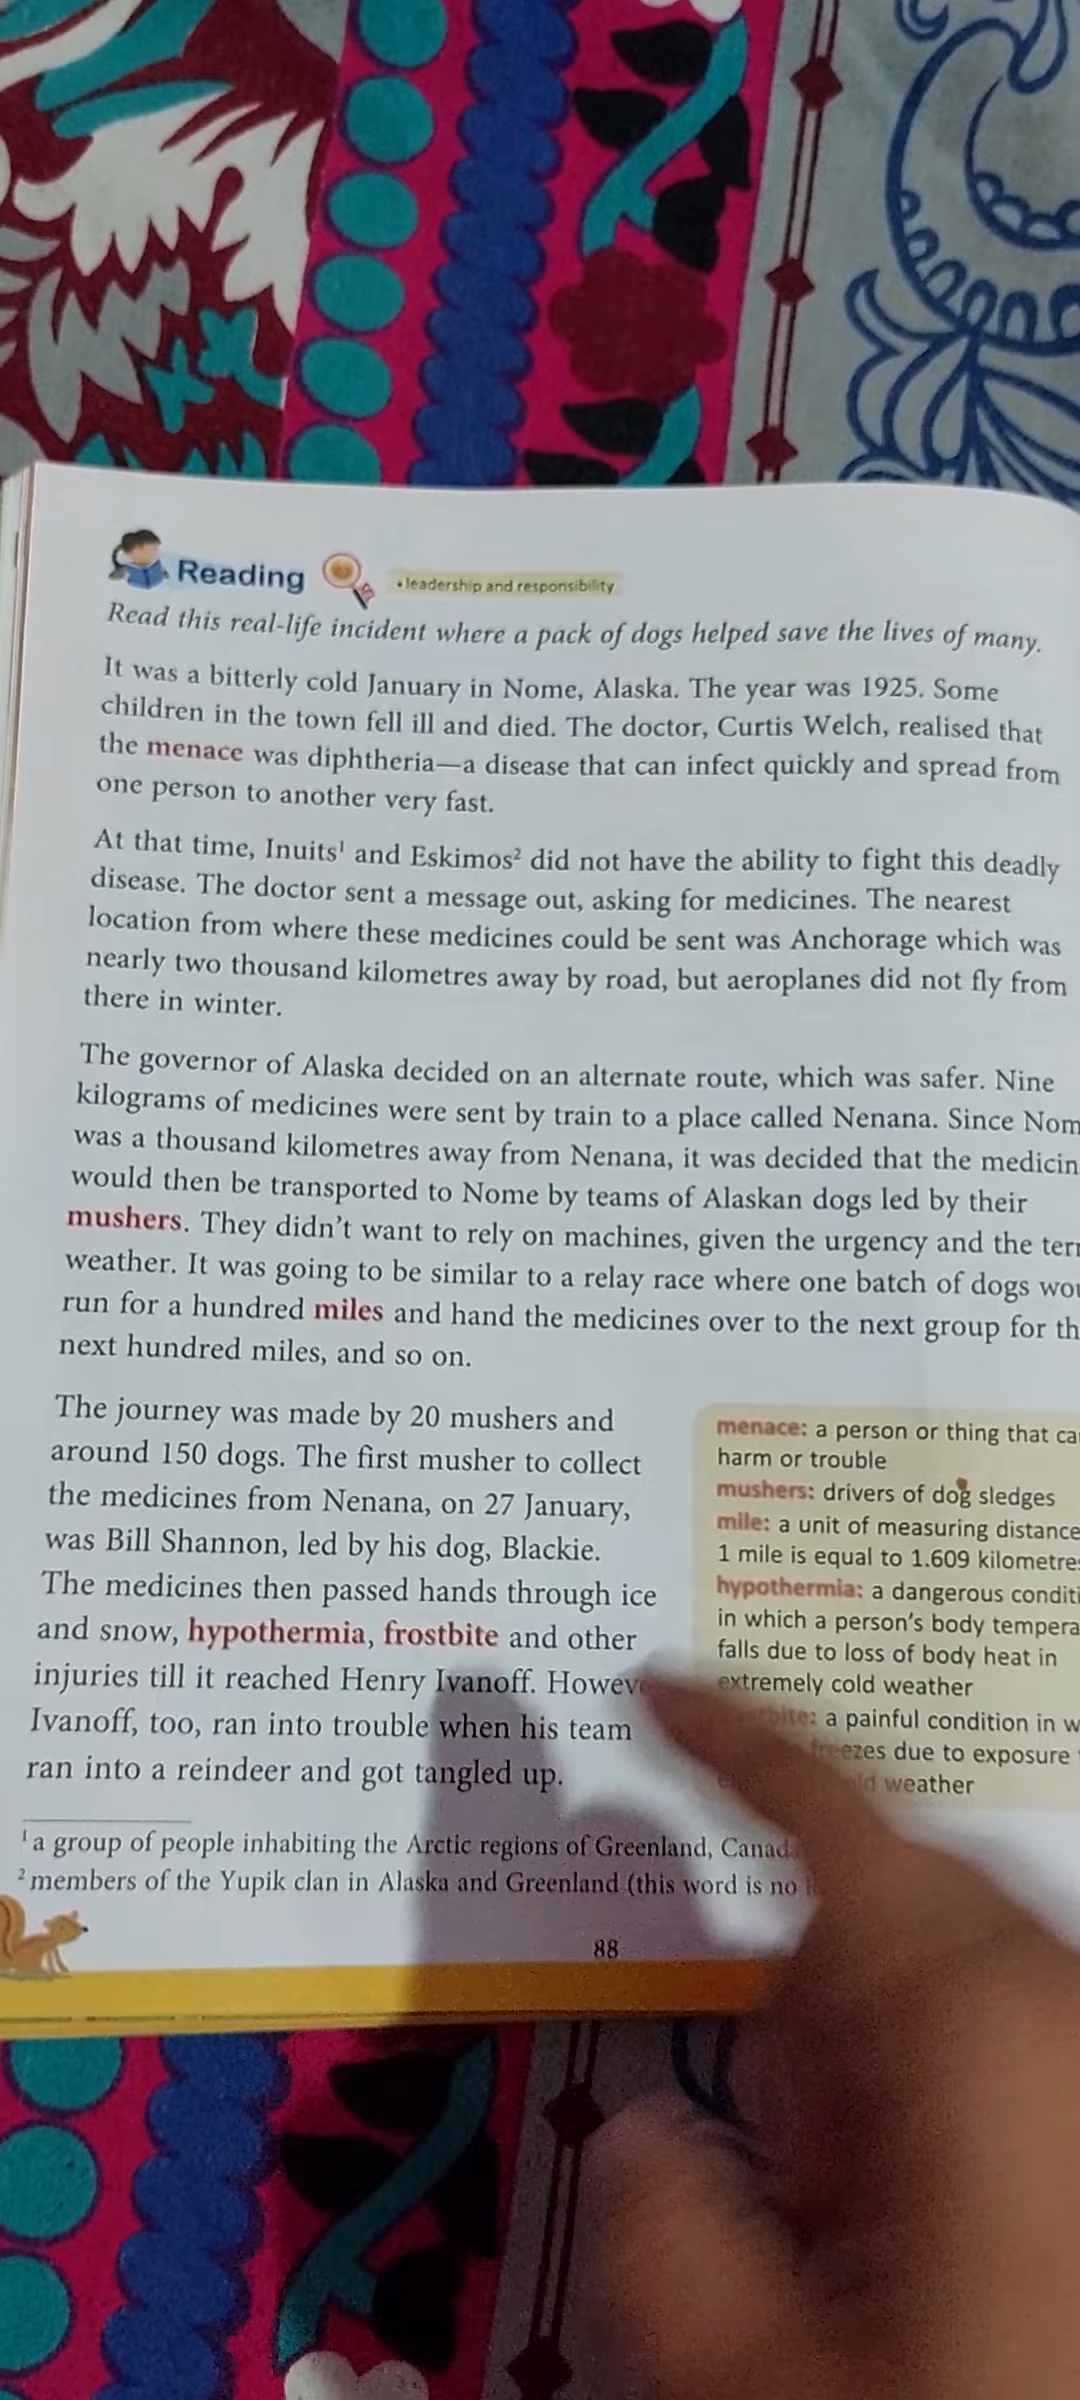 Reading
• leadership and responsibility
Read this real-life incident where a pack of dogs helped save the lives of many.
It was a bitterly cold January in Nome, Alaska. The year was 1925. Some
children in the town fell ill and died. The doctor, Curtis Welch, realised that
the menace was diphtheria—a disease that can infect quickly and spread from
one person to another very fast.
At that time, Inuits¹ and Eskimos² did not have the ability to fight this deadly
disease. The doctor sent a message out, asking for medicines. The nearest
location from where these medicines could be sent was Anchorage which was
nearly two thousand kilometres away by road, but aeroplanes did not fly from
there in winter.
The governor of Alaska decided on an alternate route, which was safer. Nine
kilograms of medicines were sent by train to a place called Nenana. Since Nom
was a thousand kilometres away from Nenana, it was decided that the medicin
would then be transported to Nome by teams of Alaskan dogs led by their
mushers. They didn't want to rely on machines, given the urgency and the
weather. It was going to be similar to a relay race where one batch of dogs wou
run for a hundred miles and hand the medicines over to the next group for th
next hundred miles, and so on.
The journey was made by 20 mushers and
around 150 dogs. The first musher to collect
the medicines from Nenana, on 27 January,
was Bill Shannon, led by his dog, Blackie.
The medicines then passed hands through ice
and snow, hypothermia, frostbite and other
injuries till it reached Henry Ivanoff. Howev
Ivanoff, too, ran into trouble when his team
ran into a reindeer and got tangled up.
menace: a person or thing that ca
harm or trouble
mushers: drivers of dog sledges
mile: a unit of measuring distance
1 mile is equal to 1.609 kilometres
hypothermia: a dangerous conditi
in which a person's body tempera
falls due to loss of body heat in
extremely cold weather
a painful condition in w
freezes due to exposure
weather
¹ a group of people inhabiting the Arctic regions of Greenland, Canad
² members of the Yupik clan in Alaska and Greenland (this word is no
88